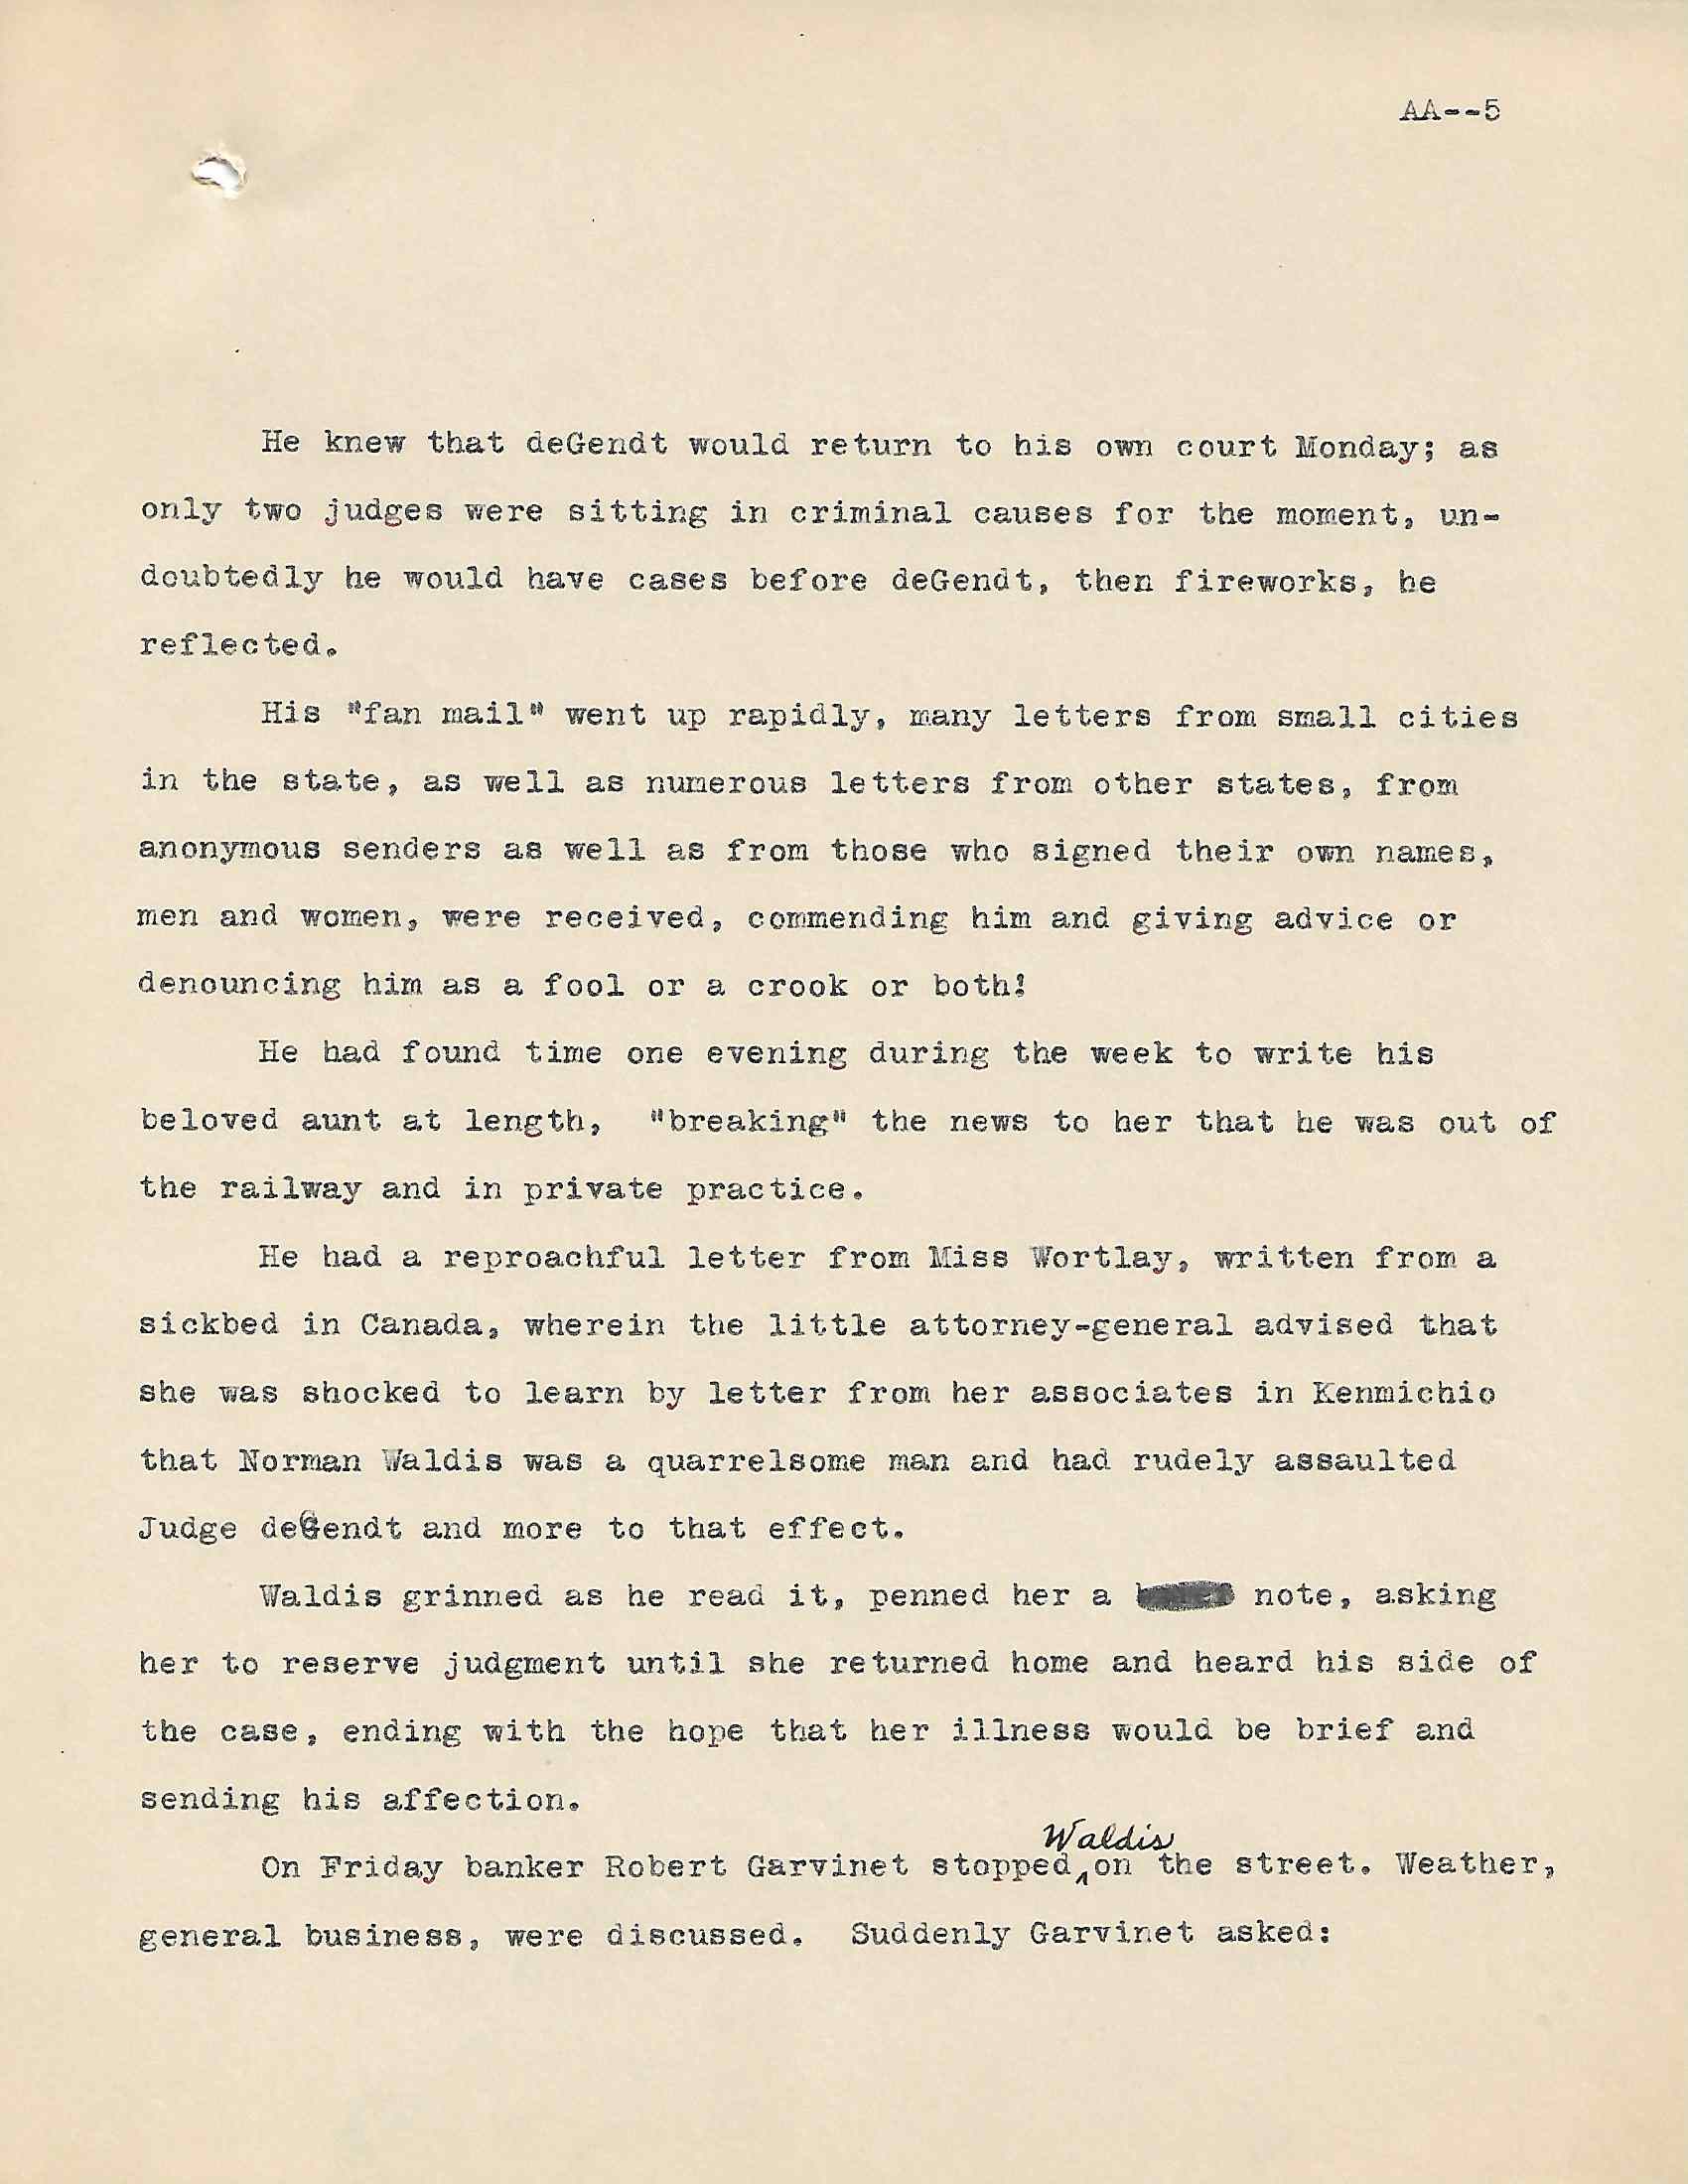 AA--5
He knew that deGendt would return to his own court Monday; as
only two judges were sitting in criminal causes for the moment, un-
doubtedly he would have cases before deGendt, then fireworks, he
reflected.
His "fan mail" went up rapidly, many letters from small cities
in the state, as well as numerous letters from other states, from
anonymous senders as well as from those who signed their own names,
men and women, were received, commending him and giving advice or
denouncing him as a fool or a crook or both!
He had found time one evening during the week to write his
beloved aunt at length,  "breaking" the news to her that he was out of
the railway and in private practice.
He had a reproachful letter from Miss Wortlay, written from a
sickbed in Canada, wherein the little attorney-general advised that
she was shocked to learn by letter from her associates in Kenmichio
that Norman Waldis was a quarrelsome man and had rudely assaulted
Judge deGendt and more to that effect.
Waldis grinned as he read it, penned her a note, asking
her to reserve judgment until she returned home and heard his side of
the case, ending with the hope that her illness would be brief and
sending his affection.
On Friday banker Robert Garvinet stopped Waldis on the street. Weather,
general business, were discussed.  Suddenly Garvinet asked: